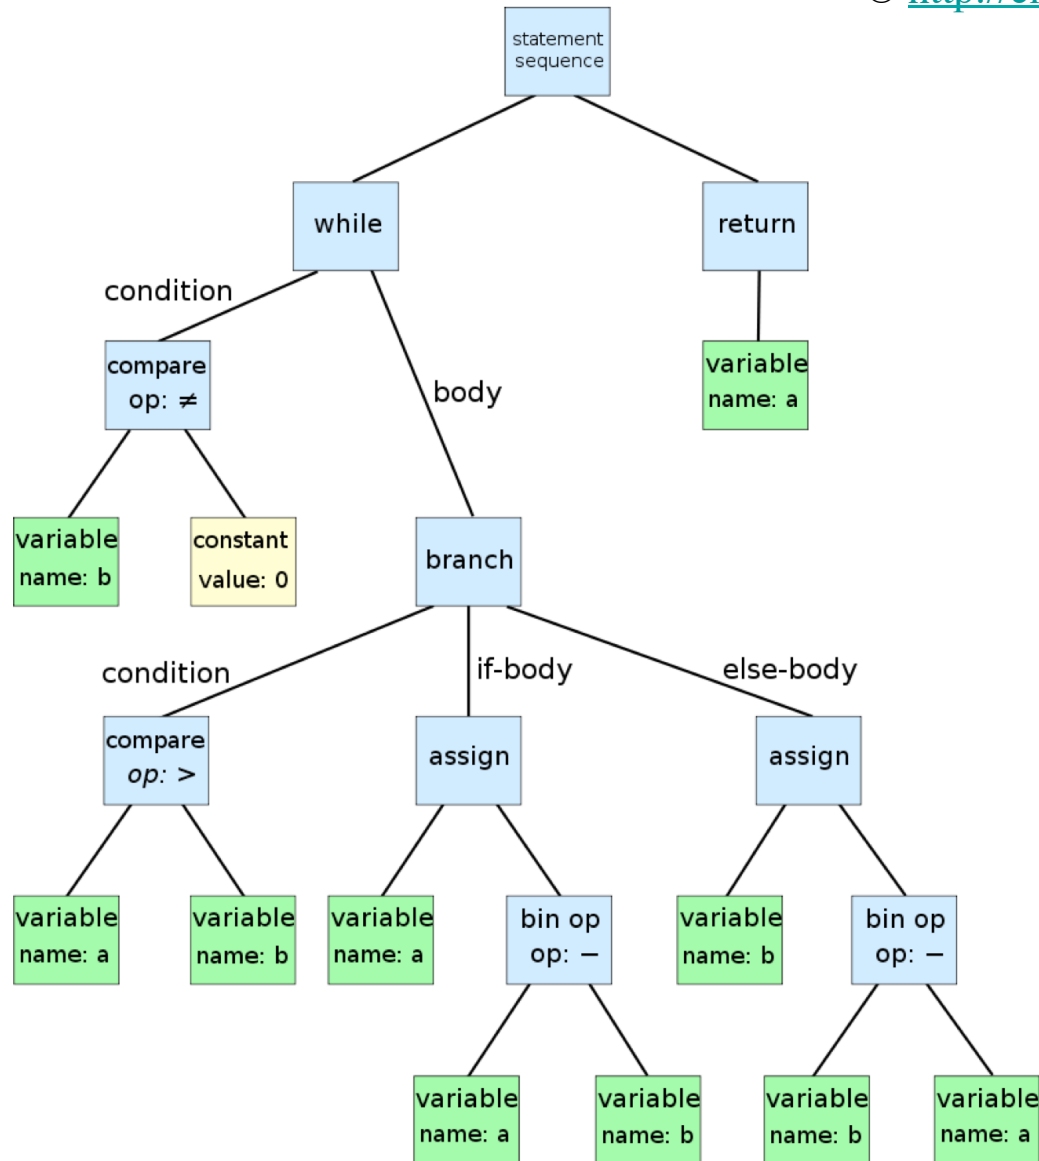 © http://e
statement
sequence
while
return
condition
compare
op: ≠
body
variable
name: a
variable
name: b
constant
value: 0
branch
condition
if-body
else-body
compare
op: >
assign
assign
variable
name: a
variable
name: b
variable
name: a
bin op
op: −
variable
name: b
bin op
op: −
variable
name: a
variable
name: b
variable
name: b
variable
name: a